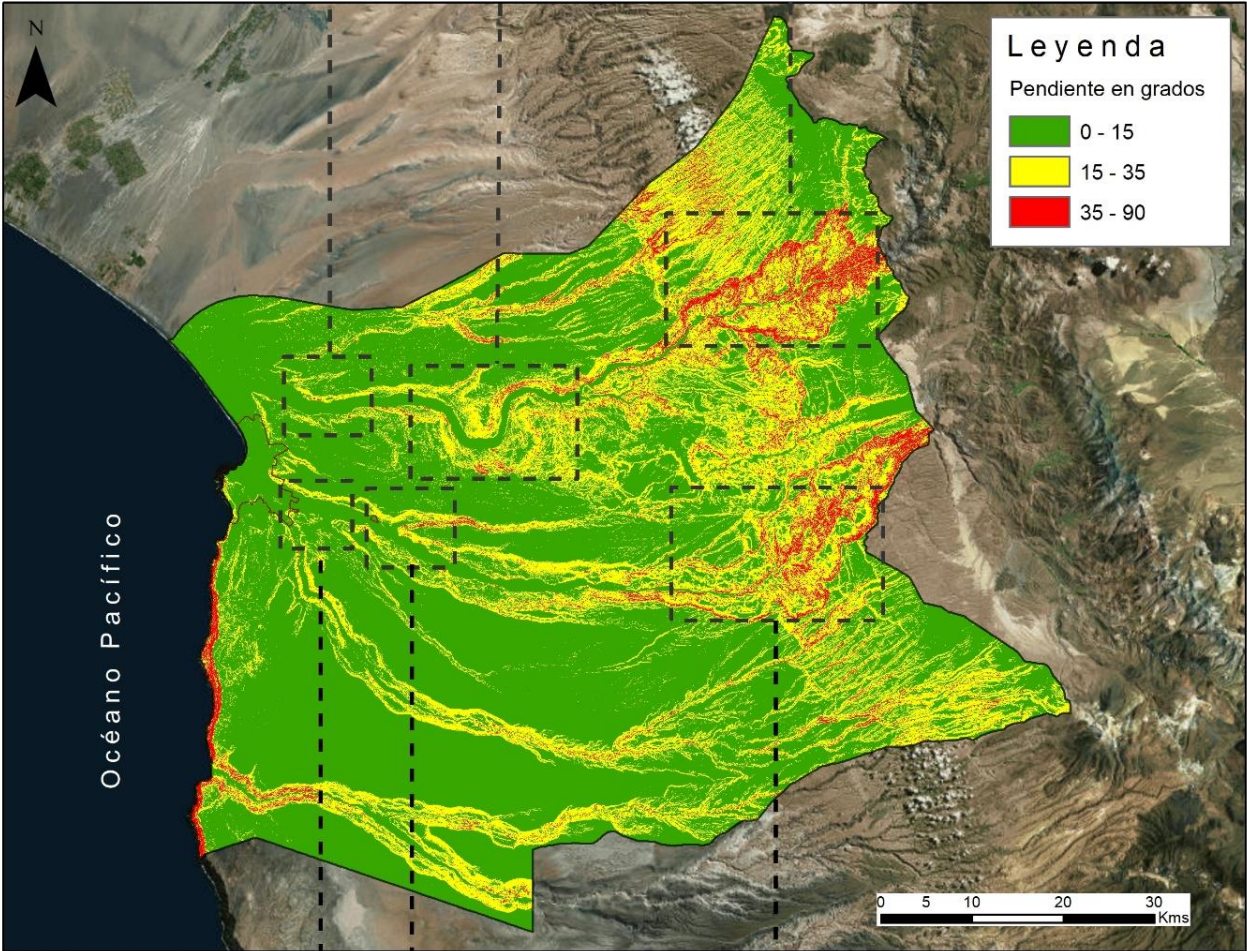 N
Leyenda
Pendiente en grados
0 - 15
15 - 35
35 - 90
Océano Pacífico
0 5 10 20 30
Kms